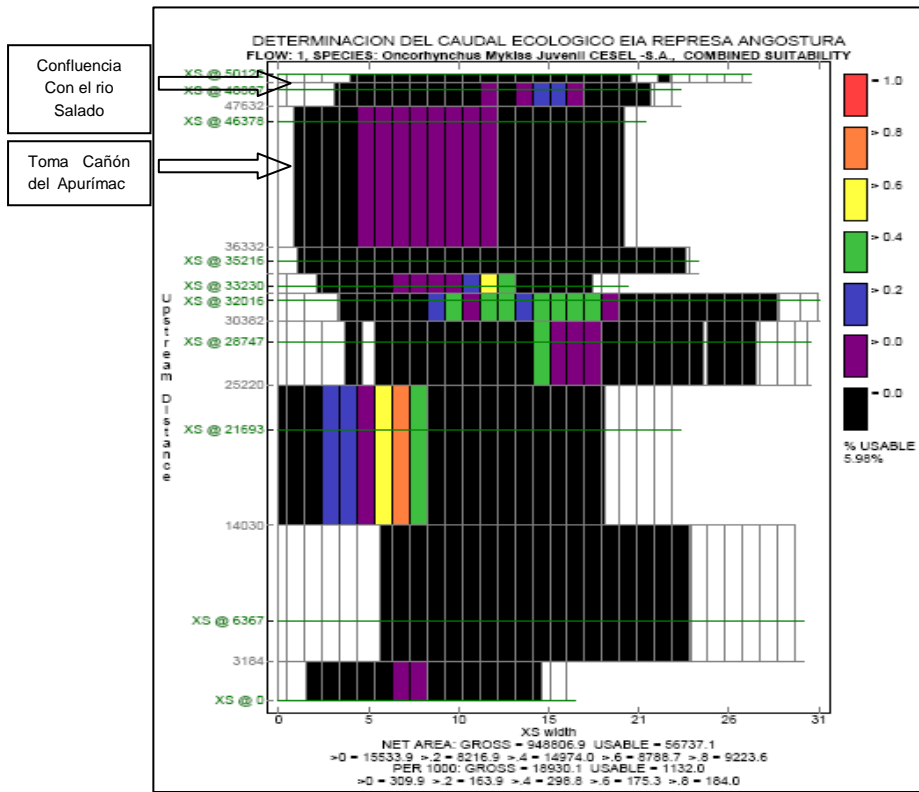 DETERMINACION DEL CAUDAL ECOLOGICO EIA REPRESA ANGOSTURA
FLOW: 1, SPECIES: Oncorhynchus Mykiss Juvenil CESEL -S.A., COMBINED SUITABILITY
Confluencia
Con el rio
Salado
Toma Cañón
del Apurímac
47632
XS @ 46378
36332
XS @ 35216
XS @ 33230
XS @ 32016
30382
XS @ 28747
25220
XS @ 21693
14030
XS @ 6367
3184
XS @ 0
Upstream Distance
0 5 10 15 21 26 31
XS width
= 1.0
> 0.8
> 0.6
> 0.4
> 0.2
> 0.0
= 0.0
% USABLE
5.98%
NET AREA: GROSS = 948806.9 USABLE = 56737.1
>0 = 15533.9 >.2 = 8216.9 >.4 = 14974.0 >.6 = 8788.7 >.8 = 9223.6
PER 1000: GROSS = 18930.1 USABLE = 1132.0
>0 = 309.9 >.2 = 163.9 >.4 = 298.8 >.6 = 175.3 >.8 = 184.0